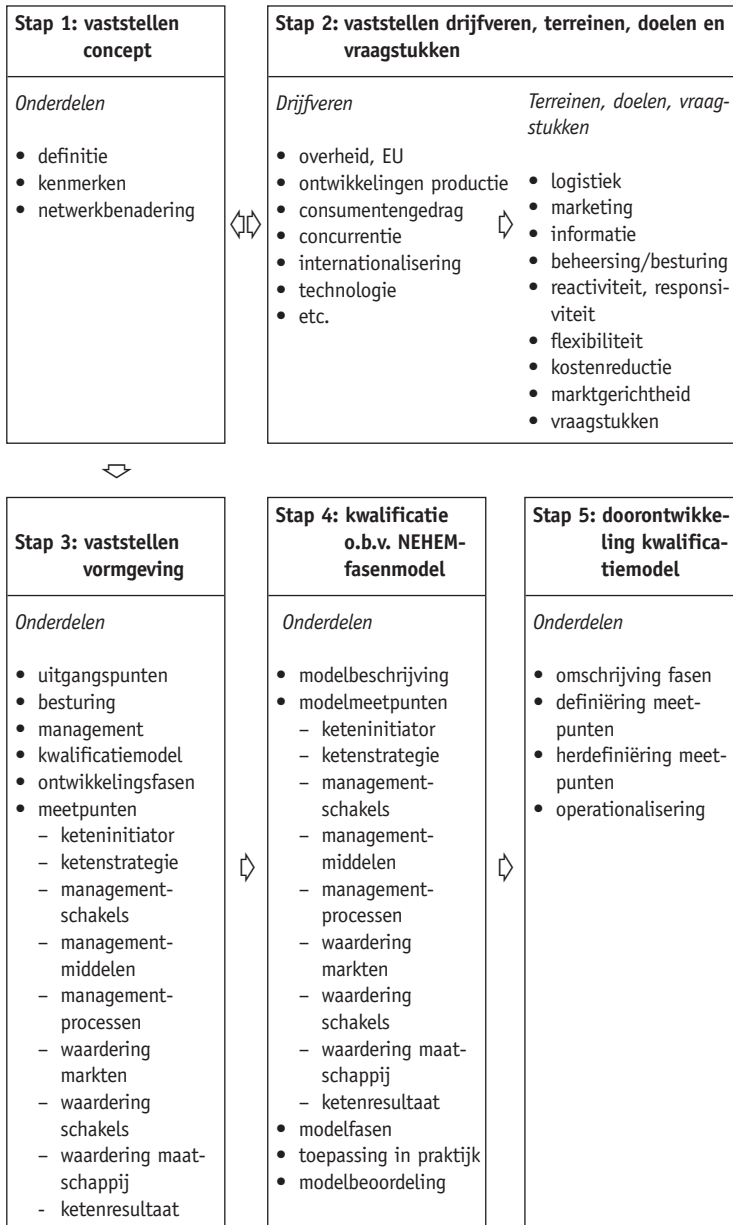 Stap 1: vaststellen
concept
Onderdelen
• definitie
• kenmerken
• netwerkbenadering
Stap 2: vaststellen drijfveren, terreinen, doelen en
vraagstukken
Drijfveren
• overheid, EU
• ontwikkelingen productie
• consumentengedrag
• concurrentie
• internationalisering
• technologie
• etc.
Terreinen, doelen, vraag-
stukken
• logistiek
• marketing
• informatie
• beheersing/besturing
• reactiviteit, responsi-
viteit
• flexibiliteit
• kostenreductie
• marktgerichtheid
• vraagstukken
Stap 3: vaststellen
vormgeving
Onderdelen
• uitgangspunten
• besturing
• management
• kwalificatiemodel
• ontwikkelingsfasen
• meetpunten
– keteninitiator
– ketenstrategie
– management-
schakels
– management-
middelen
– management-
processen
– waardering
markten
– waardering
schakels
– waardering maat-
schappij
- ketenresultaat
Stap 4: kwalificatie
o.b.v. NEHEM-
fasenmodel
Onderdelen
• modelbeschrijving
• modelmeetpunten
– keteninitiator
– ketenstrategie
– management-
schakels
– management-
middelen
– management-
processen
– waardering
markten
– waardering
schakels
– waardering maat-
schappij
– ketenresultaat
• modelfasen
• toepassing in praktijk
• modelbeoordeling
Stap 5: doorontwikke-
ling kwalifica-
tiemodel
Onderdelen
• omschrijving fasen
• definiëring meet-
punten
• herdefiniëring meet-
punten
• operationalisering